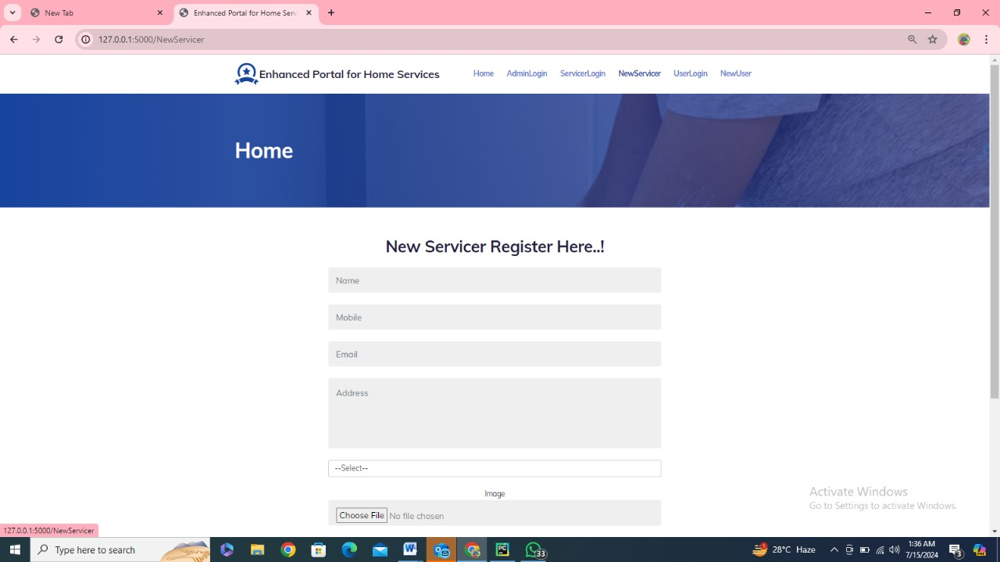 New Tab
Enhanced Portal for Home Serv
127.0.0.1:5000/NewServicer
Enhanced Portal for Home Services
Home AdminLogin ServicerLogin NewServicer UserLogin NewUser
Home
New Servicer Register Here..!
Name
Mobile
Email
Address
--Select--
Image
Choose File No file chosen
Activate Windows
Go to Settings to activate Windows.
127.0.0.1:5000/NewServicer
Type here to search
33
28°C Haze
1:36 AM
7/15/2024
3